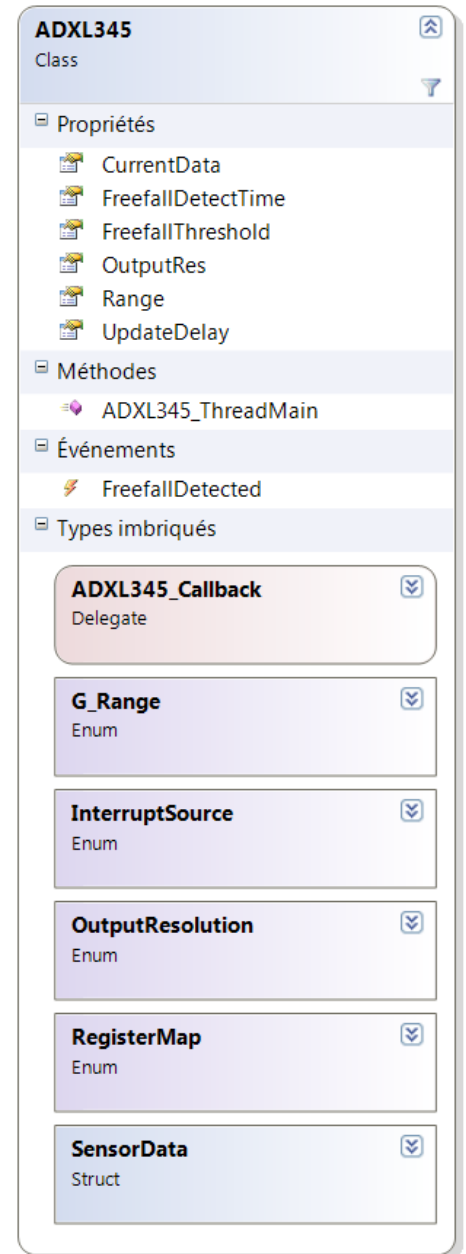 ADXL345
Class
Propriétés
CurrentData
FreefallDetectTime
FreefallThreshold
OutputRes
Range
UpdateDelay
Méthodes
ADXL345_ThreadMain
Événements
FreefallDetected
Types imbriqués
ADXL345_Callback
Delegate
G_Range
Enum
InterruptSource
Enum
OutputResolution
Enum
RegisterMap
Enum
SensorData
Struct